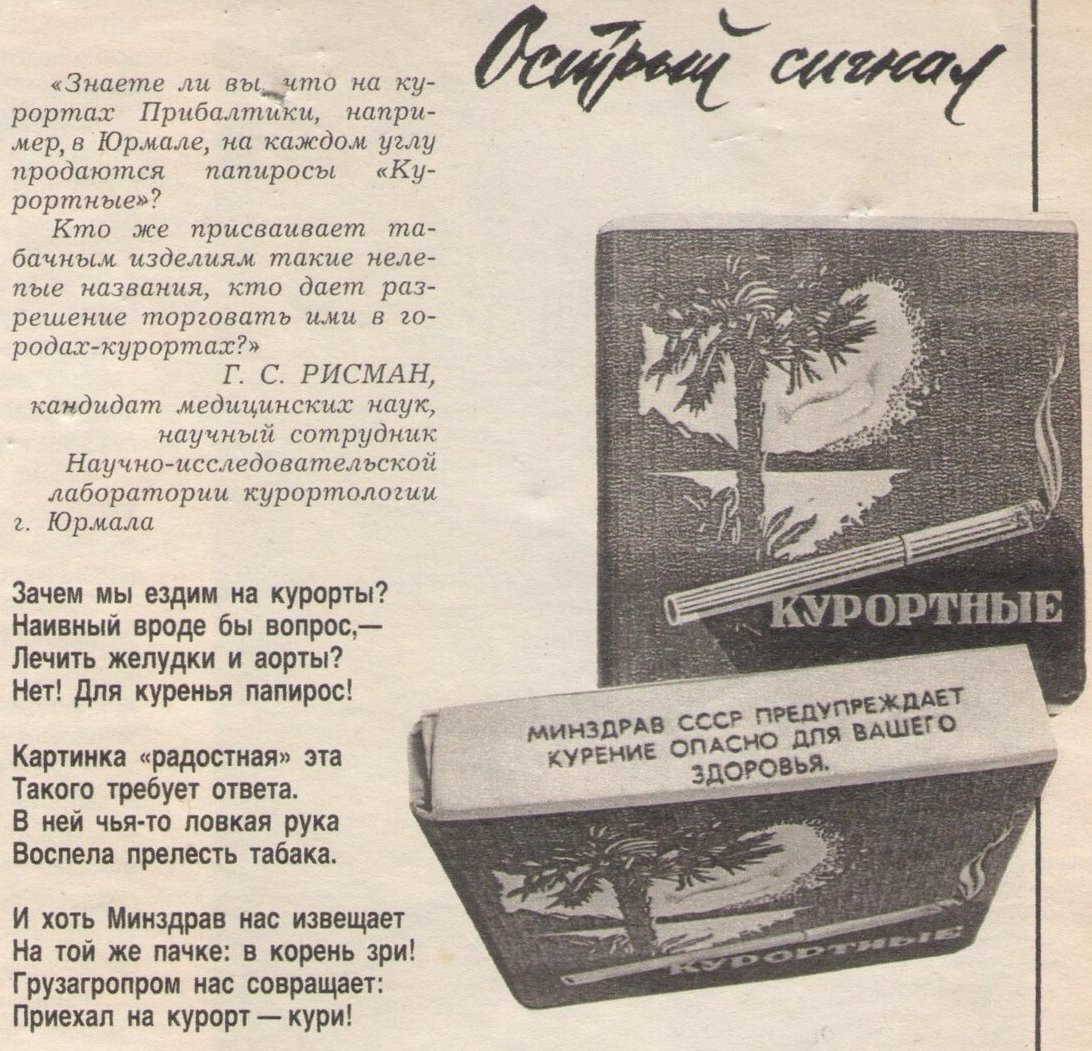 Острый сигнал
«Знаете ли вы, что на ку-
рортах Прибалтики, напри-
мер, в Юрмале, на каждом углу
продаются папиросы «Ку-
рортные»?
Кто же присваивает та-
бачным изделиям такие неле-
пые названия, кто дает раз-
решение торговать ими в го-
родах-курортах?»
Г. С. РИСМАН,
кандидат медицинских наук,
научный сотрудник
Научно-исследовательской
лаборатории курортологии
г. Юрмала
Зачем мы ездим на курорты?
Наивный вроде бы вопрос,—
Лечить желудки и аорты?
Нет! Для куренья папирос!
Картинка «радостная» эта
Такого требует ответа.
В ней чья-то ловкая рука
Воспела прелесть табака.
И хоть Минздрав нас извещает
На той же пачке: в корень зри!
Грузагропром нас совращает:
Приехал на курорт — кури!
КУРОРТНЫЕ
МИНЗДРАВ СССР ПРЕДУПРЕЖДАЕТ
КУРЕНИЕ ОПАСНО ДЛЯ ВАШЕГО
ЗДОРОВЬЯ.
КУРОРТНЫЕ